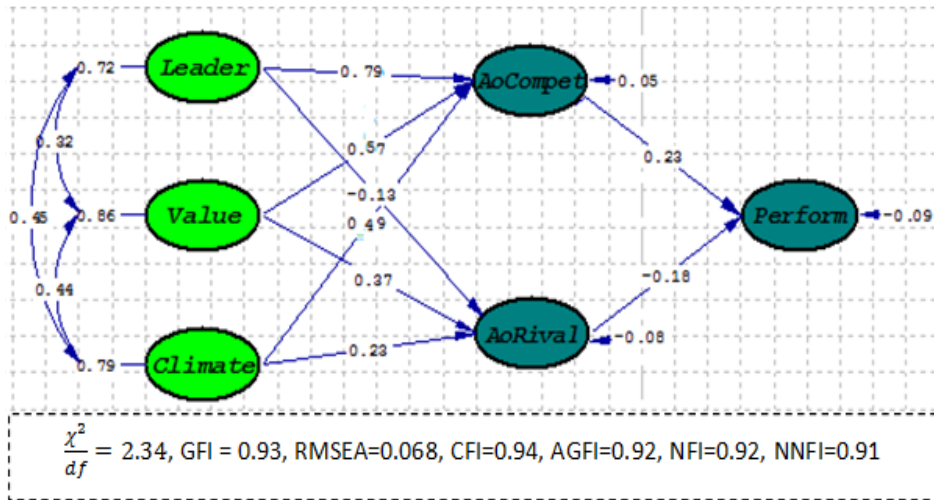 0.72 Leader 0.79 AoCompet 0.05
0.32
0.57 0.23
-0.13
0.45 0.86 Value 0.49 Perform -0.09
0.44 0.37 -0.18
0.79 Climate 0.23 AoRival -0.08
χ²/df = 2.34, GFI = 0.93, RMSEA=0.068, CFI=0.94, AGFI=0.92, NFI=0.92, NNFI=0.91